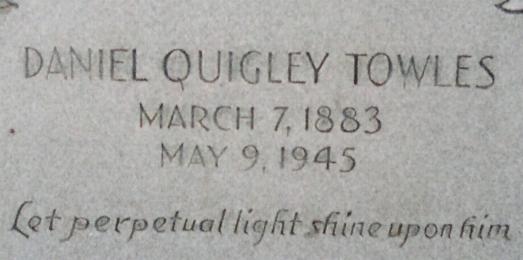 DANIEL QUIGLEY TOWLES
MARCH 7, 1883
MAY 9, 1945
Let perpetual light shine upon him